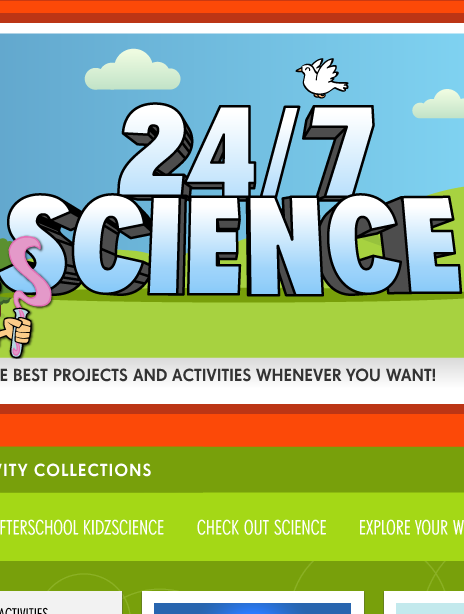 24/7
SCIENCE
E BEST PROJECTS AND ACTIVITIES WHENEVER YOU WANT!
ITY COLLECTIONS
FTERSCHOOL KIDZSCIENCE CHECK OUT SCIENCE EXPLORE YOUR W
ACTIVITIES